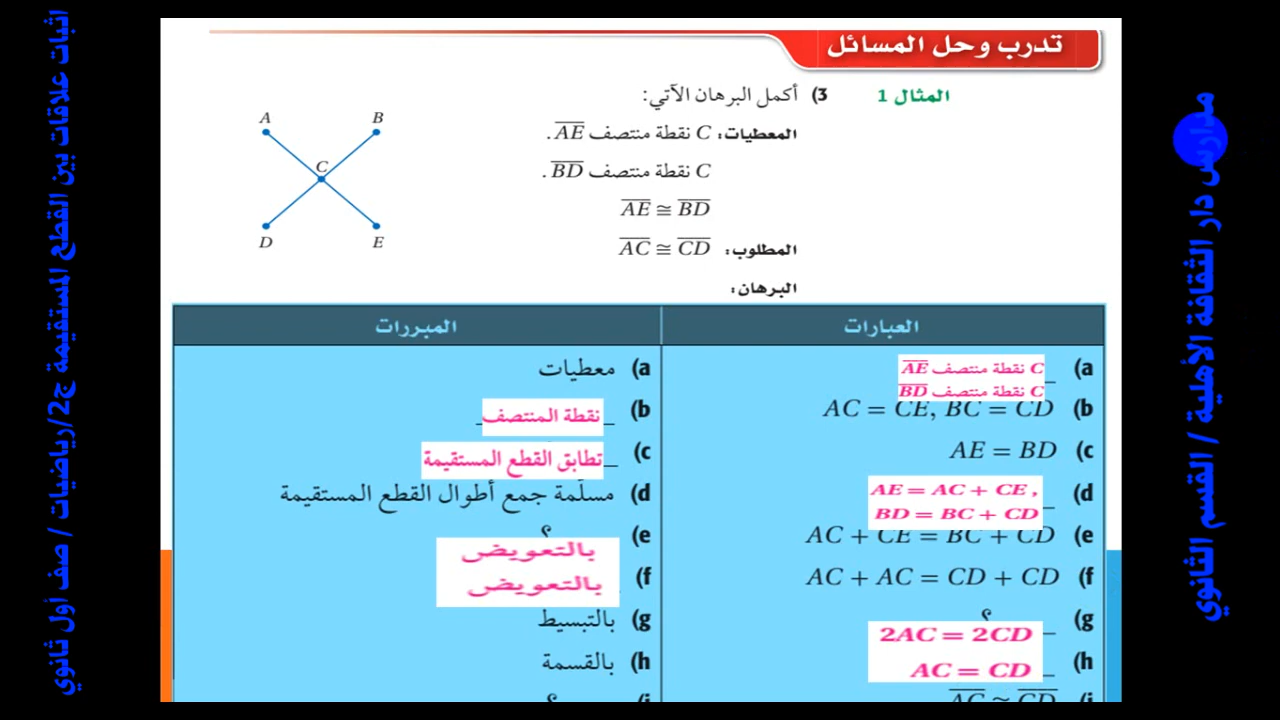 اثبات علاقات بين القطع المستقيمة ج2/رياضيات / صف أول ثانوي
مدارس دار الثقافة الأهلية / القسم الثانوي
تدرب وحل المسائل
المثال 1
3) أكمل البرهان الآتي:
المعطيات: C نقطة منتصف AE.
C نقطة منتصف BD.
AE ≅ BD
المطلوب: AC ≅ CD
البرهان:
A B
C
D E
العبارات المبررات
a) C نقطة منتصف AE
C نقطة منتصف BD
a) معطيات
b) AC = CE, BC = CD
b) نقطة المنتصف
c) AE = BD
c) تطابق القطع المستقيمة
d) AE = AC + CE ,
BD = BC + CD
d) مسلّمة جمع أطوال القطع المستقيمة
e) AC + CE = BC + CD
e) ؟
بالتعويض
f) AC + AC = CD + CD
f) بالتعويض
g) ؟
2AC = 2CD
g) بالتبسيط
h) AC = CD
h) بالقسمة
i) AC ≅ CD
i) ؟